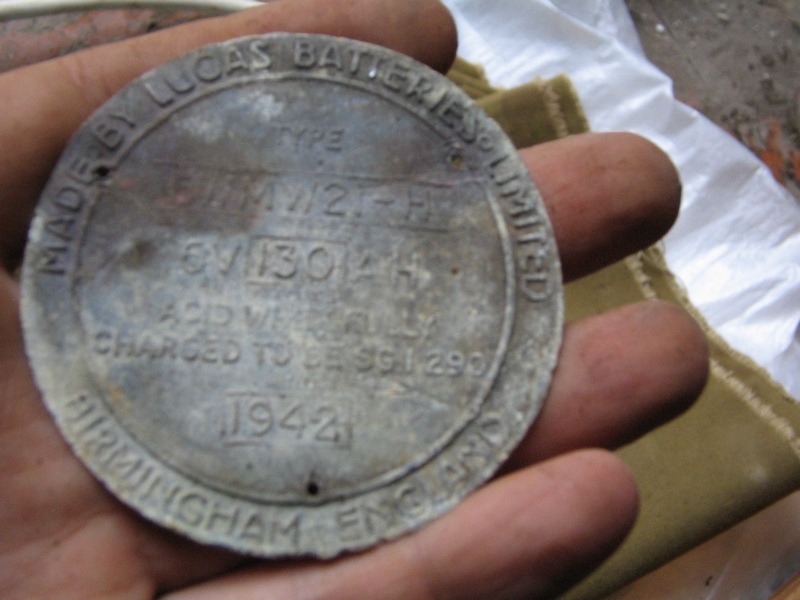 MADE BY LUCAS BATTERIES LIMITED
TYPE
MW21-H
6V 130 AH
ACID WHEN FULLY
CHARGED TO BE SG 1.290
1942
BIRMINGHAM ENGLAND